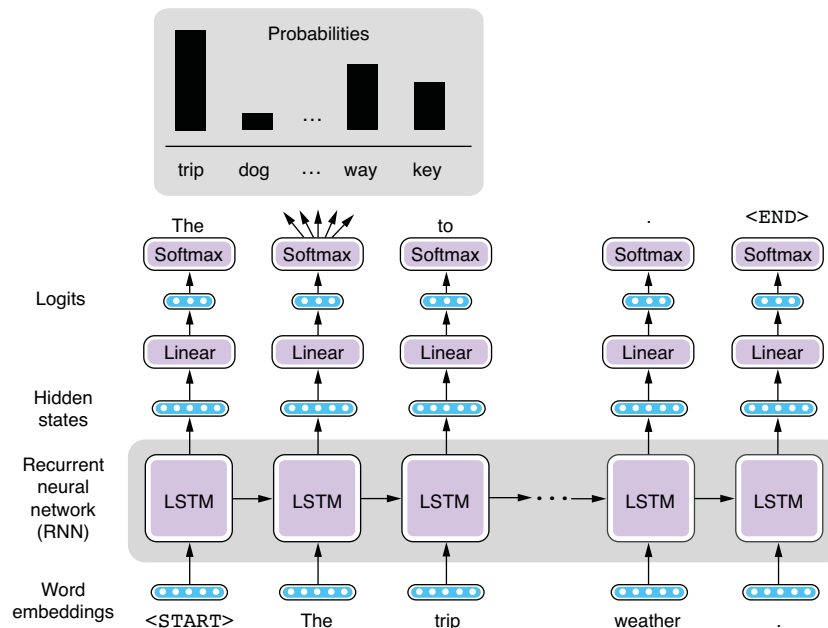 Probabilities
...
trip dog ... way key
The to . <END>
Softmax Softmax Softmax Softmax Softmax
Logits
Linear Linear Linear Linear Linear
Hidden
states
Recurrent
neural
network
(RNN)
LSTM LSTM LSTM ... LSTM LSTM
Word
embeddings
<START> The trip weather .